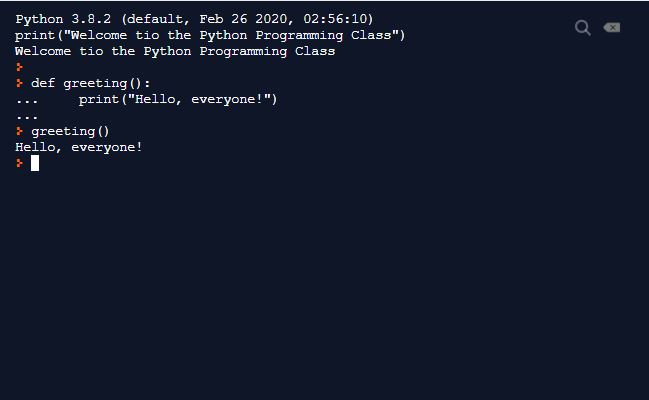 Python 3.8.2 (default, Feb 26 2020, 02:56:10)
print("Welcome tio the Python Programming Class")
Welcome tio the Python Programming Class
>
> def greeting():
...     print("Hello, everyone!")
...
> greeting()
Hello, everyone!
>